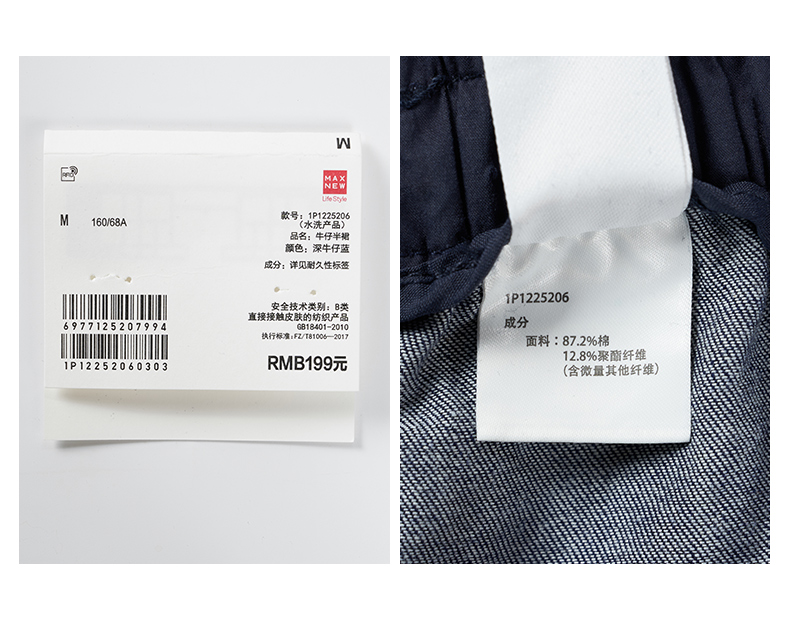 M
RFID
MAX
NEW
Life Style
M 160/68A
款号：1P1225206
（水洗产品）
品名：牛仔半裙
颜色：深牛仔蓝
成分：详见耐久性标签
安全技术类别：B类
直接接触皮肤的纺织产品
GB18401-2010
执行标准：FZ/T81006—2017
6977125207994
1P12252060303
RMB199元
1P1225206
成分
面料：87.2%棉
12.8%聚酯纤维
（含微量其他纤维）